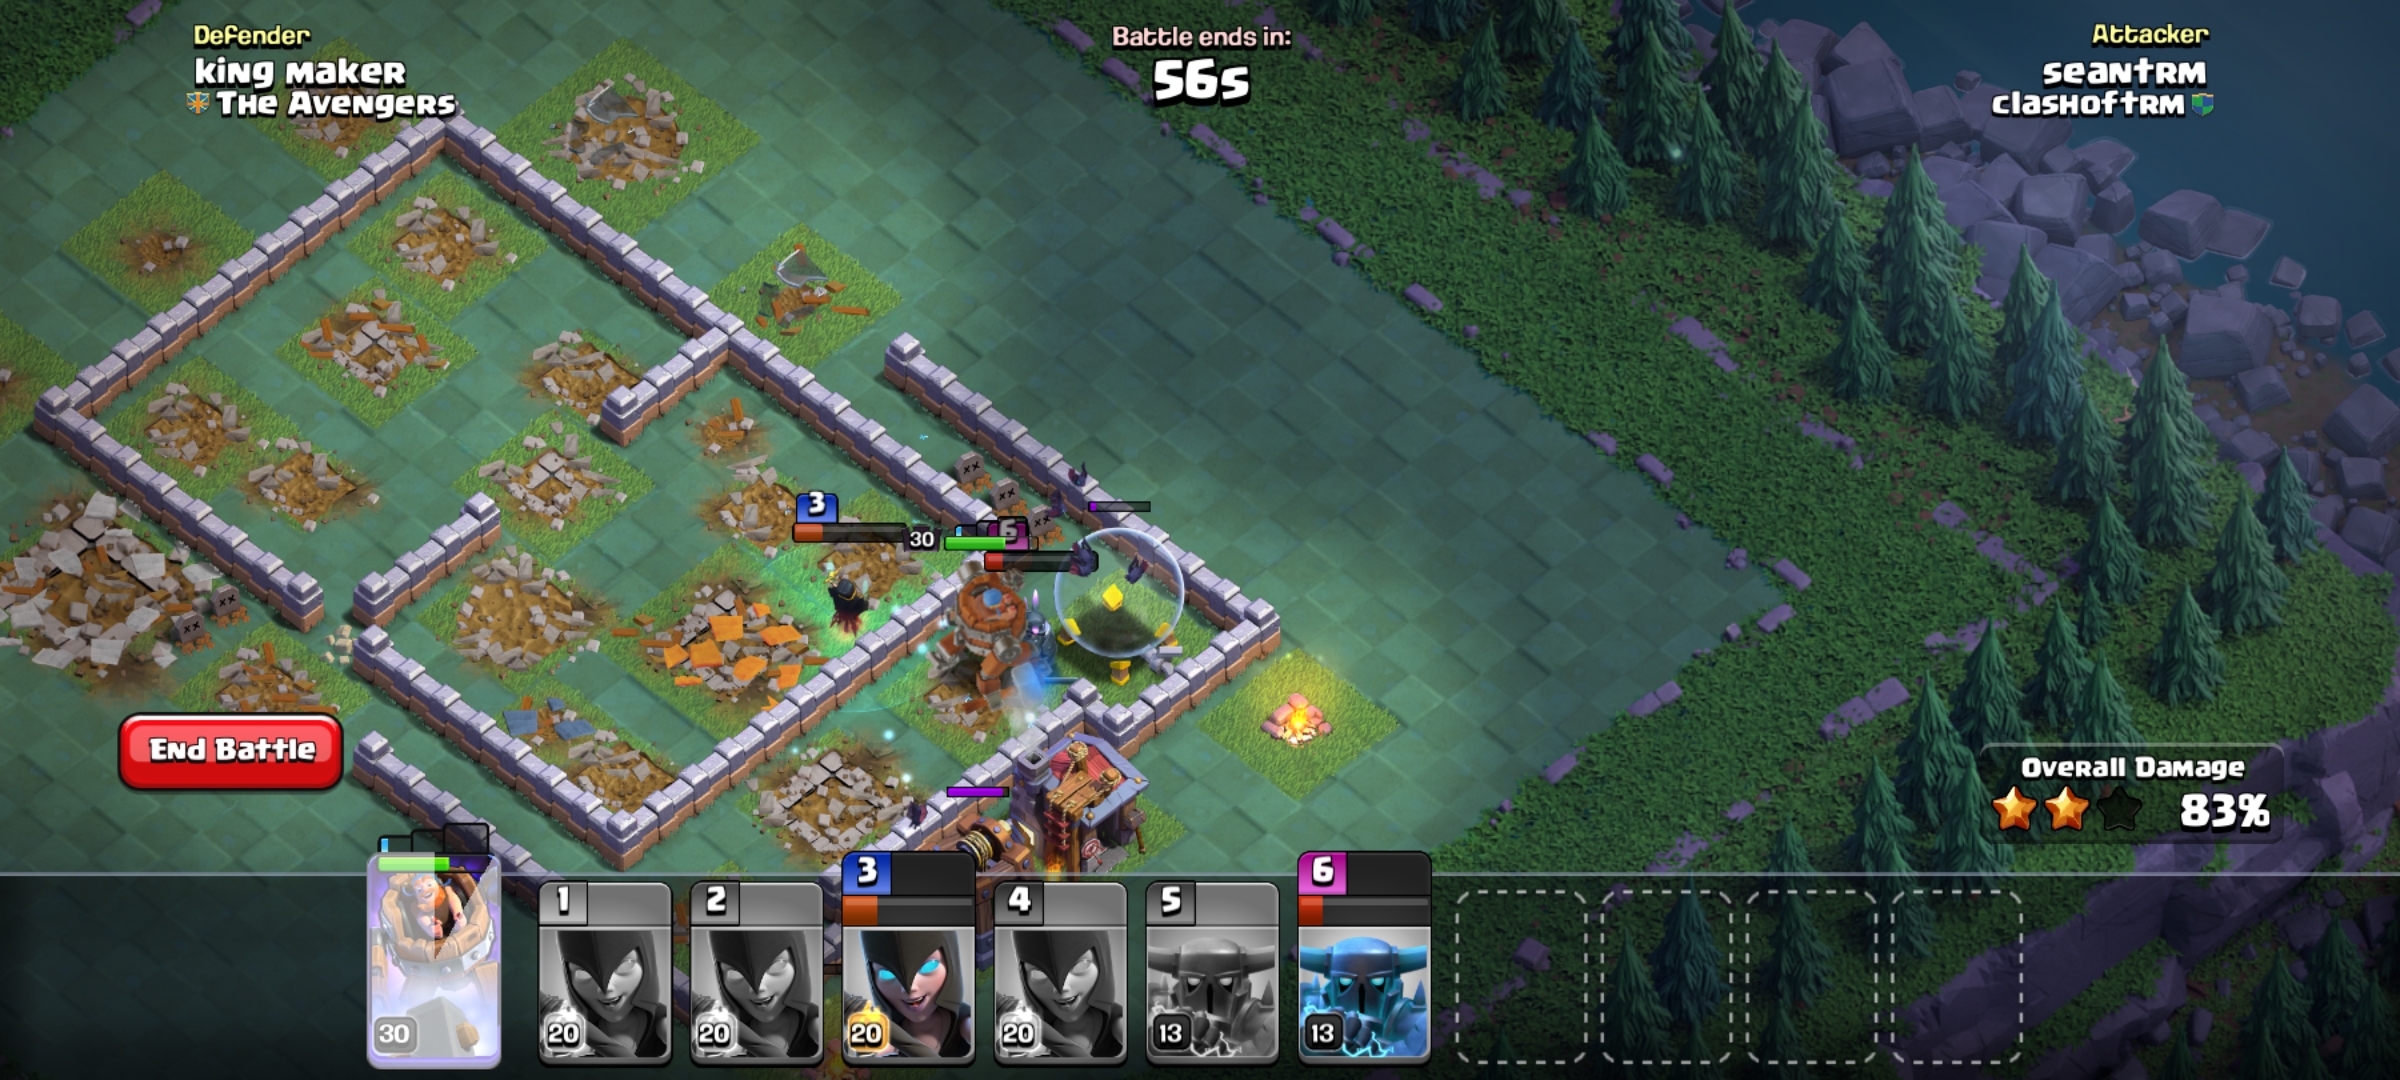 Defender
king maker
The Avengers
Battle ends in:
56s
Attacker
seantrm
clashoftrm
3
30
6
End Battle
Overall Damage
83%
30
1
20
2
20
3
20
4
20
5
13
6
13